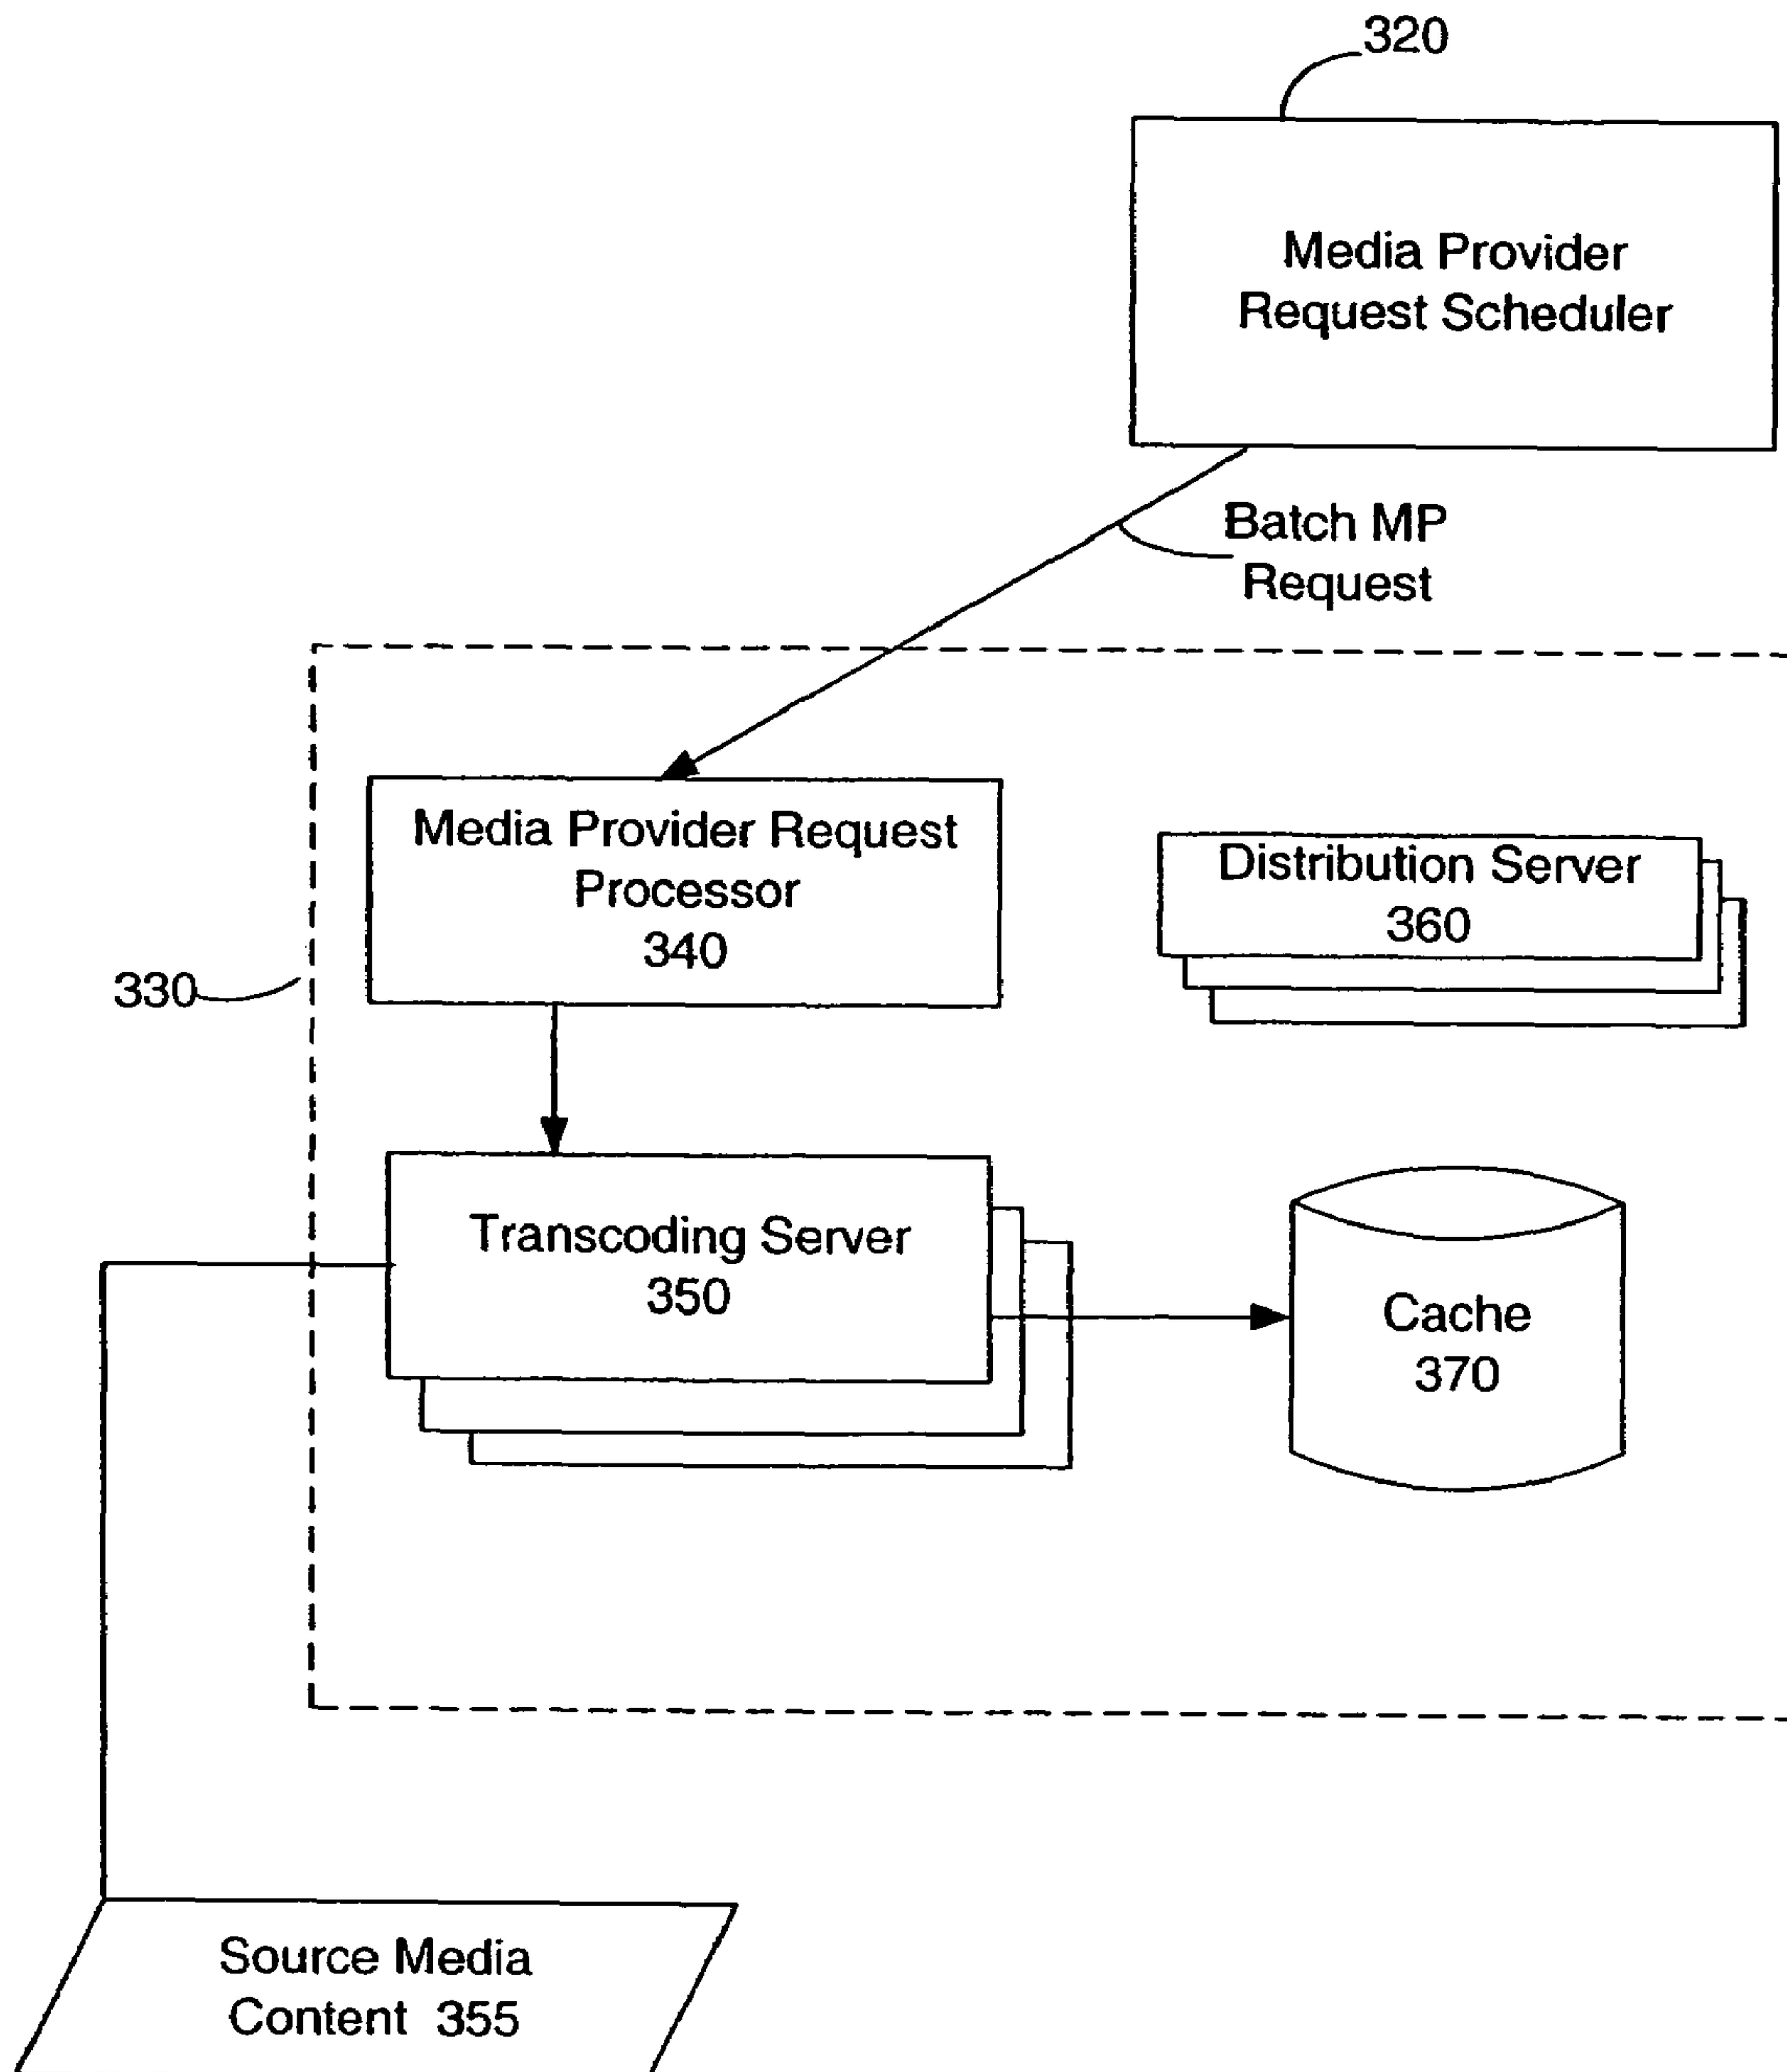 320
Media Provider
Request Scheduler
Batch MP
Request
Media Provider Request
Processor
340
Distribution Server
360
330
Transcoding Server
350
Cache
370
Source Media
Content 355